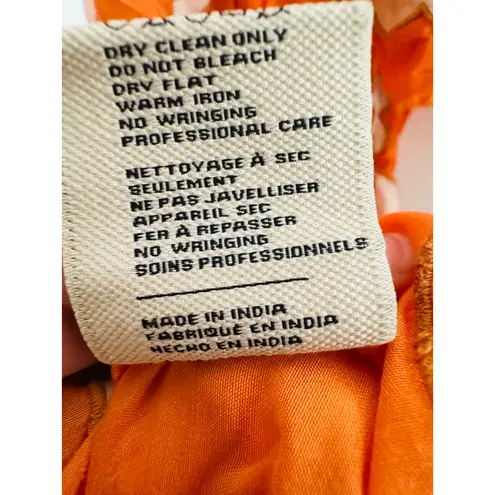 DRY CLEAN ONLY
DO NOT BLEACH
DRY FLAT
WARM IRON
NO WRINGING
PROFESSIONAL CARE
NETTOYAGE À SEC
SEULEMENT
NE PAS JAVELLISER
APPAREIL SEC
FER À REPASSER
NO WRINGING
SOINS PROFESSIONNELS
MADE IN INDIA
FABRIQUÉ EN INDIA
HECHO EN INDIA